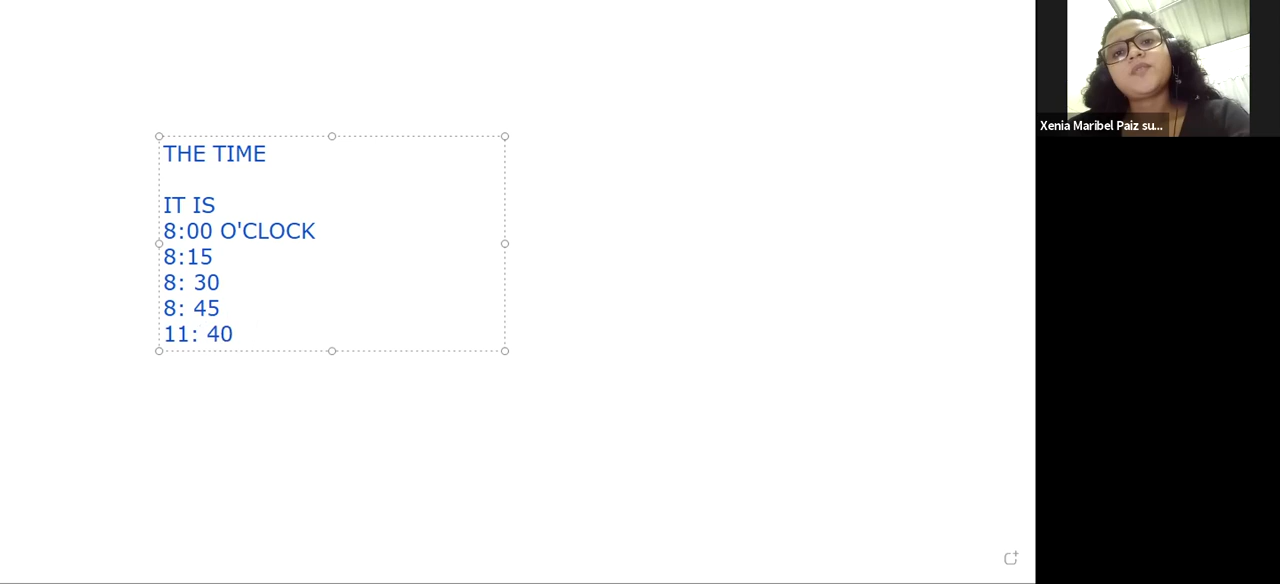 THE TIME
IT IS
8:00 O'CLOCK
8:15
8: 30
8: 45
11: 40
Xenia Maribel Paiz su...